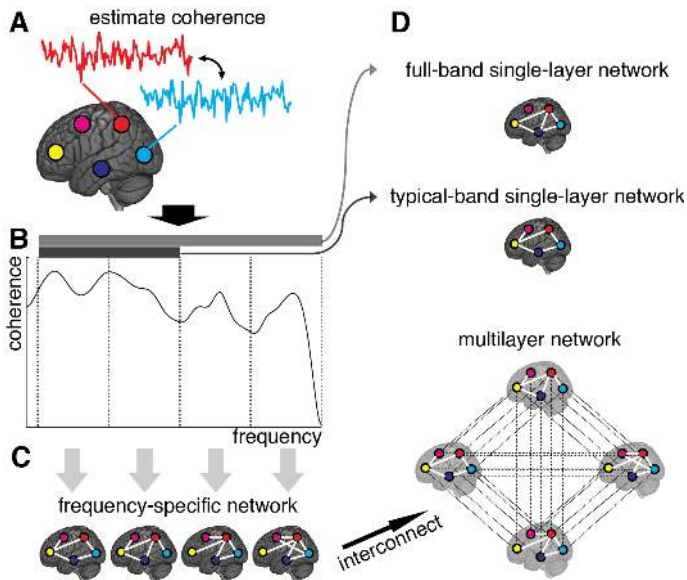 A
estimate coherence
B
coherence
frequency
C
frequency-specific network
interconnect
D
full-band single-layer network
typical-band single-layer network
multilayer network